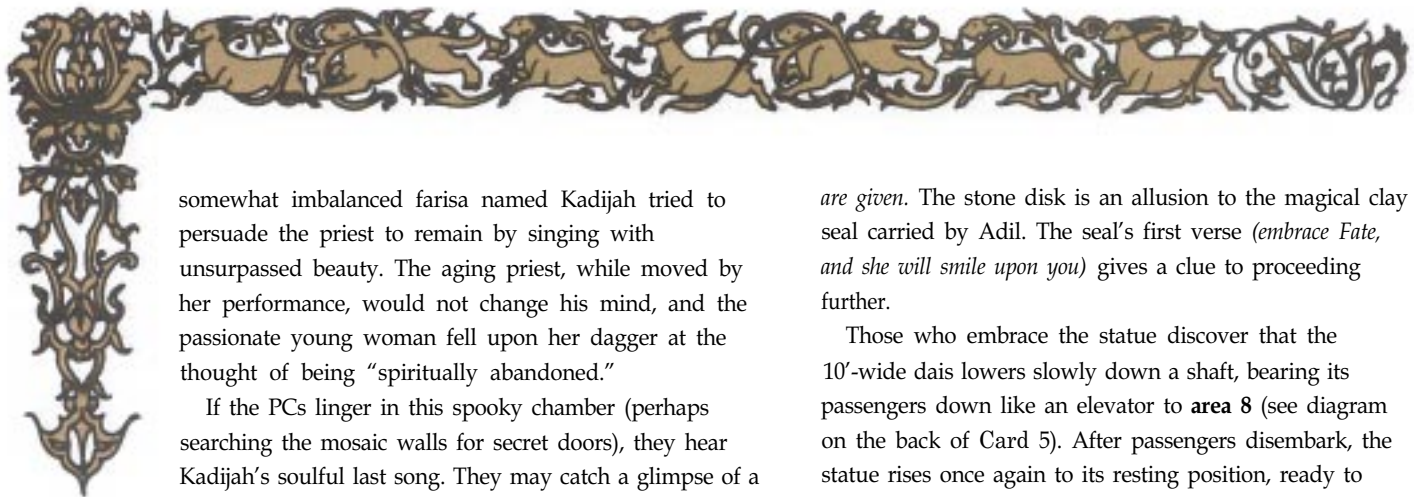 somewhat imbalanced farisa named Kadijah tried to
persuade the priest to remain by singing with
unsurpassed beauty. The aging priest, while moved by
her performance, would not change his mind, and the
passionate young woman fell upon her dagger at the
thought of being “spiritually abandoned.”
If the PCs linger in this spooky chamber (perhaps
searching the mosaic walls for secret doors), they hear
Kadijah’s soulful last song. They may catch a glimpse of a
are given. The stone disk is an allusion to the magical clay
seal carried by Adil. The seal’s first verse (embrace Fate,
and she will smile upon you) gives a clue to proceeding
further.
Those who embrace the statue discover that the
10’-wide dais lowers slowly down a shaft, bearing its
passengers down like an elevator to area 8 (see diagram
on the back of Card 5). After passengers disembark, the
statue rises once again to its resting position, ready to